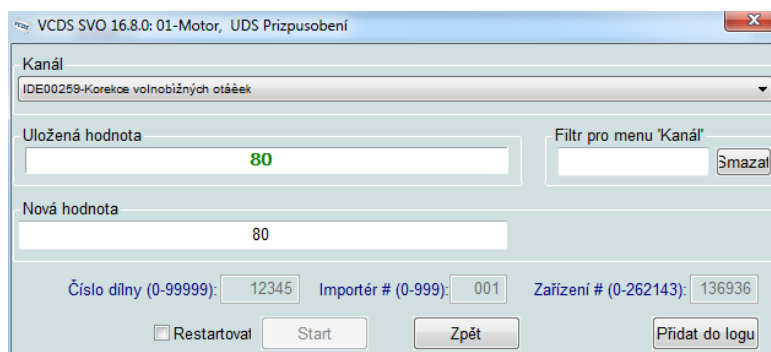 VCDS SVO 16.8.0: 01-Motor, UDS Prizpusobení
Kanál
IDE00259-Korekce volnobìžných otáèek
Uložená hodnota
Filtr pro menu 'Kanál'
80
Smazat
Nová hodnota
80
Číslo dílny (0-99999): 12345 Importér # (0-999): 001 Zařízení # (0-262143): 136936
Restartovat Start Zpět Přidat do logu